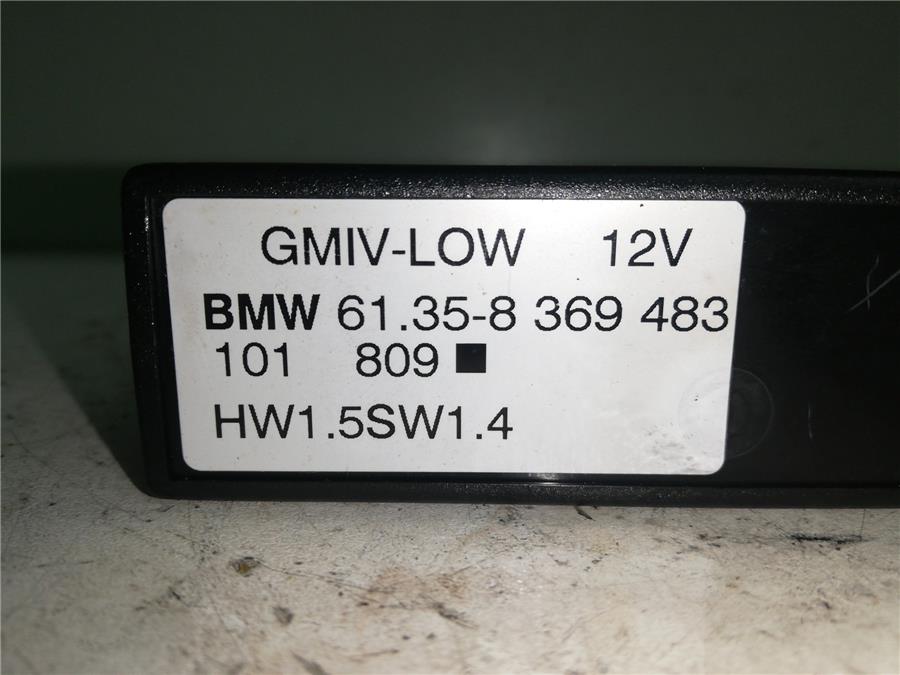 GMIV-LOW 12V
BMW 61.35-8 369 483
101 809
HW1.5SW1.4